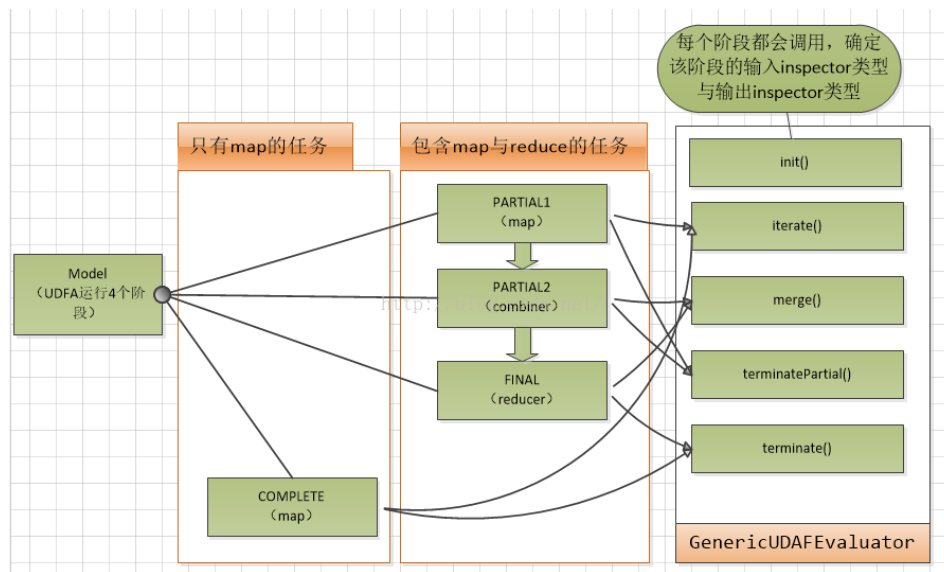 每个阶段都会调用，确定
该阶段的输入inspector类型
与输出inspector类型
只有map的任务
包含map与reduce的任务
init()
PARTIAL1
（map）
iterate()
Model
（UDFA运行4个阶
段）
PARTIAL2
（combiner）
merge()
FINAL
（reducer）
terminatePartial()
terminate()
COMPLETE
（map）
GenericUDAFEvaluator